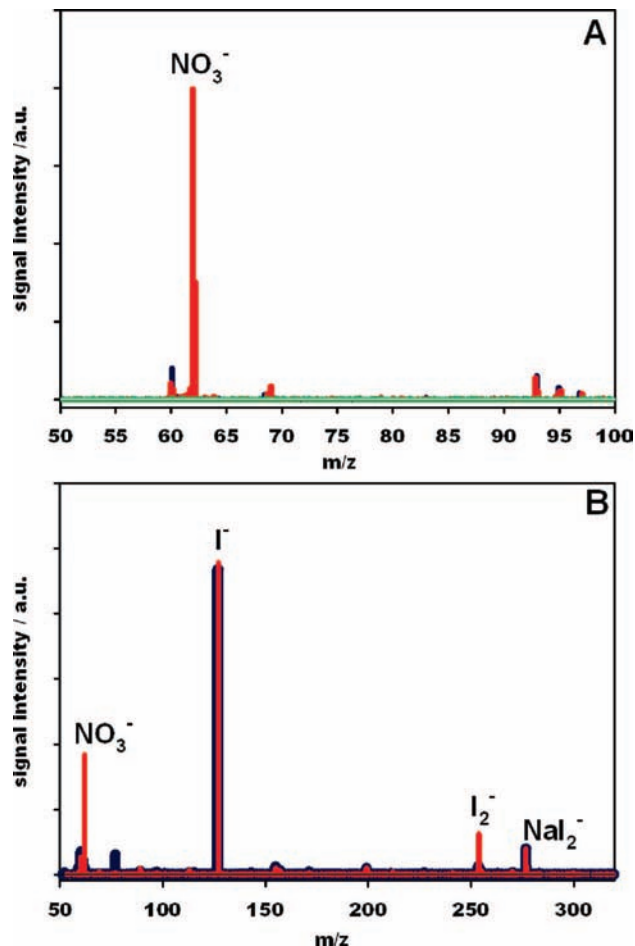 A
NO₃⁻
signal intensity /a.u.
50 55 60 65 70 75 80 85 90 95 100
m/z
B
I⁻
NO₃⁻
I₂⁻
NaI₂⁻
signal intensity / a.u.
50 100 150 200 250 300
m/z